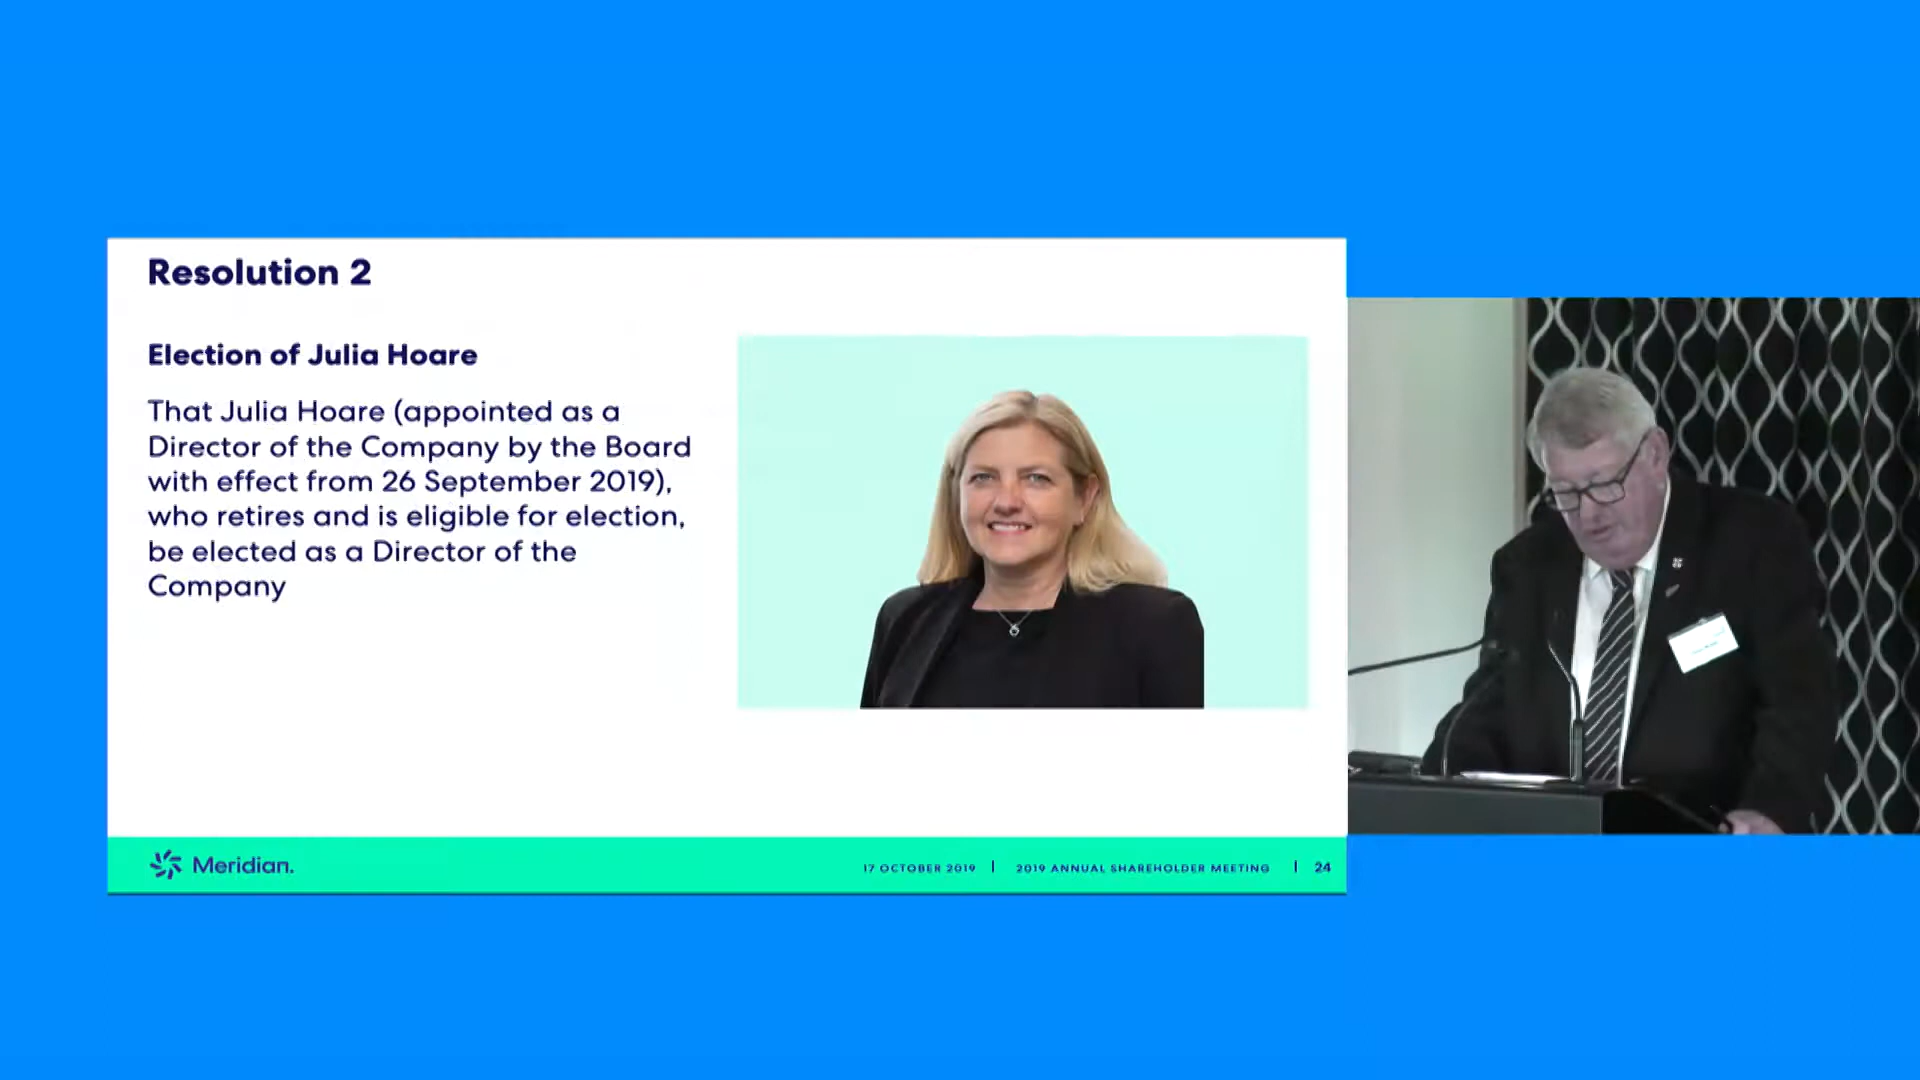 Resolution 2
Election of Julia Hoare
That Julia Hoare (appointed as a
Director of the Company by the Board
with effect from 26 September 2019),
who retires and is eligible for election,
be elected as a Director of the
Company
Meridian.
17 OCTOBER 2019 | 2019 ANNUAL SHAREHOLDER MEETING | 24